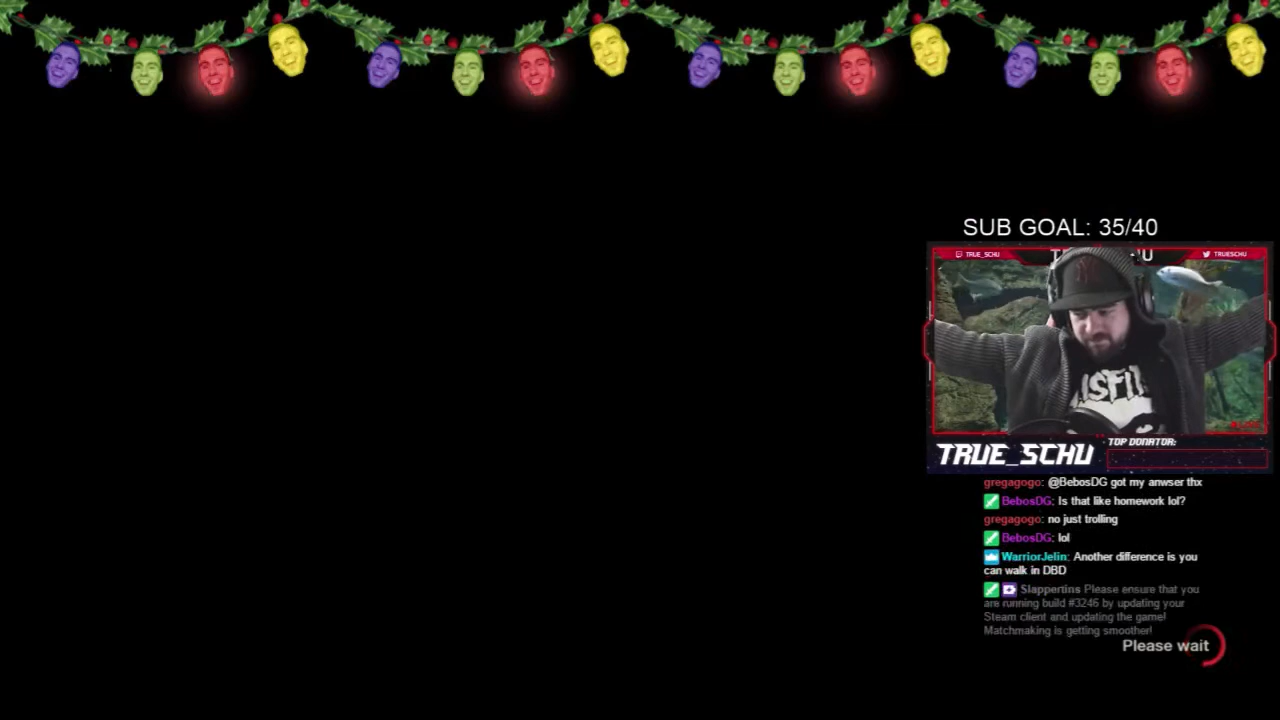 SUB GOAL: 35/40
TRUE_SCHU
TRUESCHU
MISFI
TRUE_SCHU
TOP DONATOR:
gregagogo: @BebosDG got my anwser thx
BebosDG: Is that like homework lol?
gregagogo: no just trolling
BebosDG: lol
WarriorJelin: Another difference is you
can walk in DBD
Slappertins Please ensure that you
are running build #3246 by updating your
Steam client and updating the game!
Matchmaking is getting smoother!
Please wait